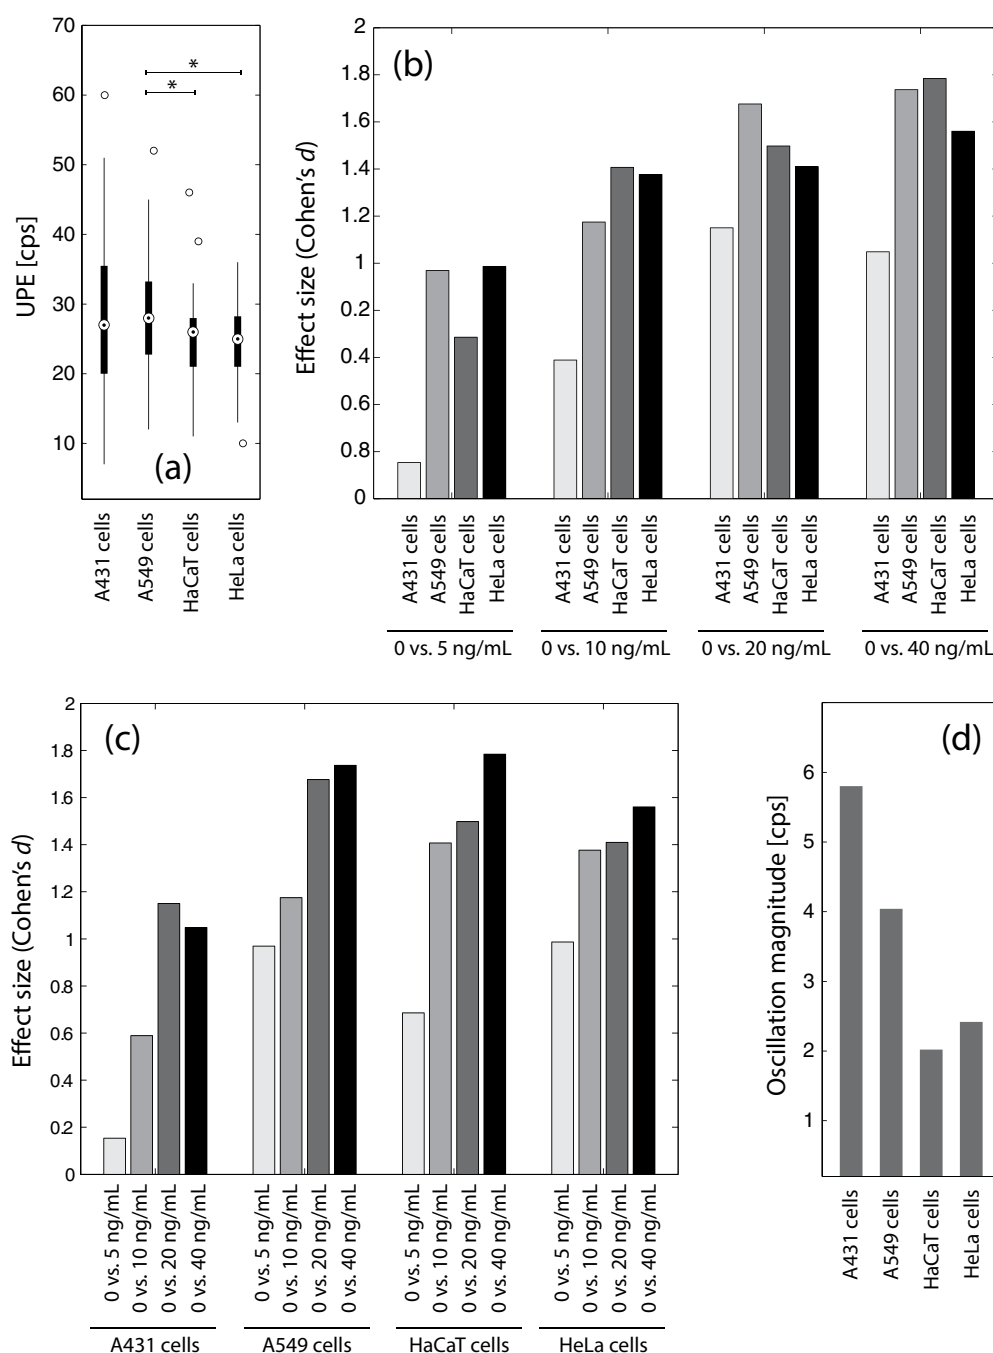 70
60
50
40
30
20
10
UPE [cps]
*
*
(a)
A431 cells
A549 cells
HaCaT cells
HeLa cells
2
1.8
1.6
1.4
1.2
1
0.2
0.4
0.6
0.8
0
Effect size (Cohen's d)
(b)
A431 cells
A549 cells
HaCaT cells
HeLa cells
A431 cells
A549 cells
HaCaT cells
HeLa cells
A431 cells
A549 cells
HaCaT cells
HeLa cells
A431 cells
A549 cells
HaCaT cells
HeLa cells
0 vs. 5 ng/mL
0 vs. 10 ng/mL
0 vs. 20 ng/mL
0 vs. 40 ng/mL
2
1.8
1.6
1.4
1.2
1
0.8
0.6
0.4
0.2
0
Effect size (Cohen's d)
(c)
0 vs. 5 ng/mL
0 vs. 10 ng/mL
0 vs. 20 ng/mL
0 vs. 40 ng/mL
0 vs. 5 ng/mL
0 vs. 10 ng/mL
0 vs. 20 ng/mL
0 vs. 40 ng/mL
0 vs. 5 ng/mL
0 vs. 10 ng/mL
0 vs. 20 ng/mL
0 vs. 40 ng/mL
0 vs. 5 ng/mL
0 vs. 10 ng/mL
0 vs. 20 ng/mL
0 vs. 40 ng/mL
A431 cells
A549 cells
HaCaT cells
HeLa cells
(d)
6
5
4
3
2
1
Oscillation magnitude [cps]
A431 cells
A549 cells
HaCaT cells
HeLa cells